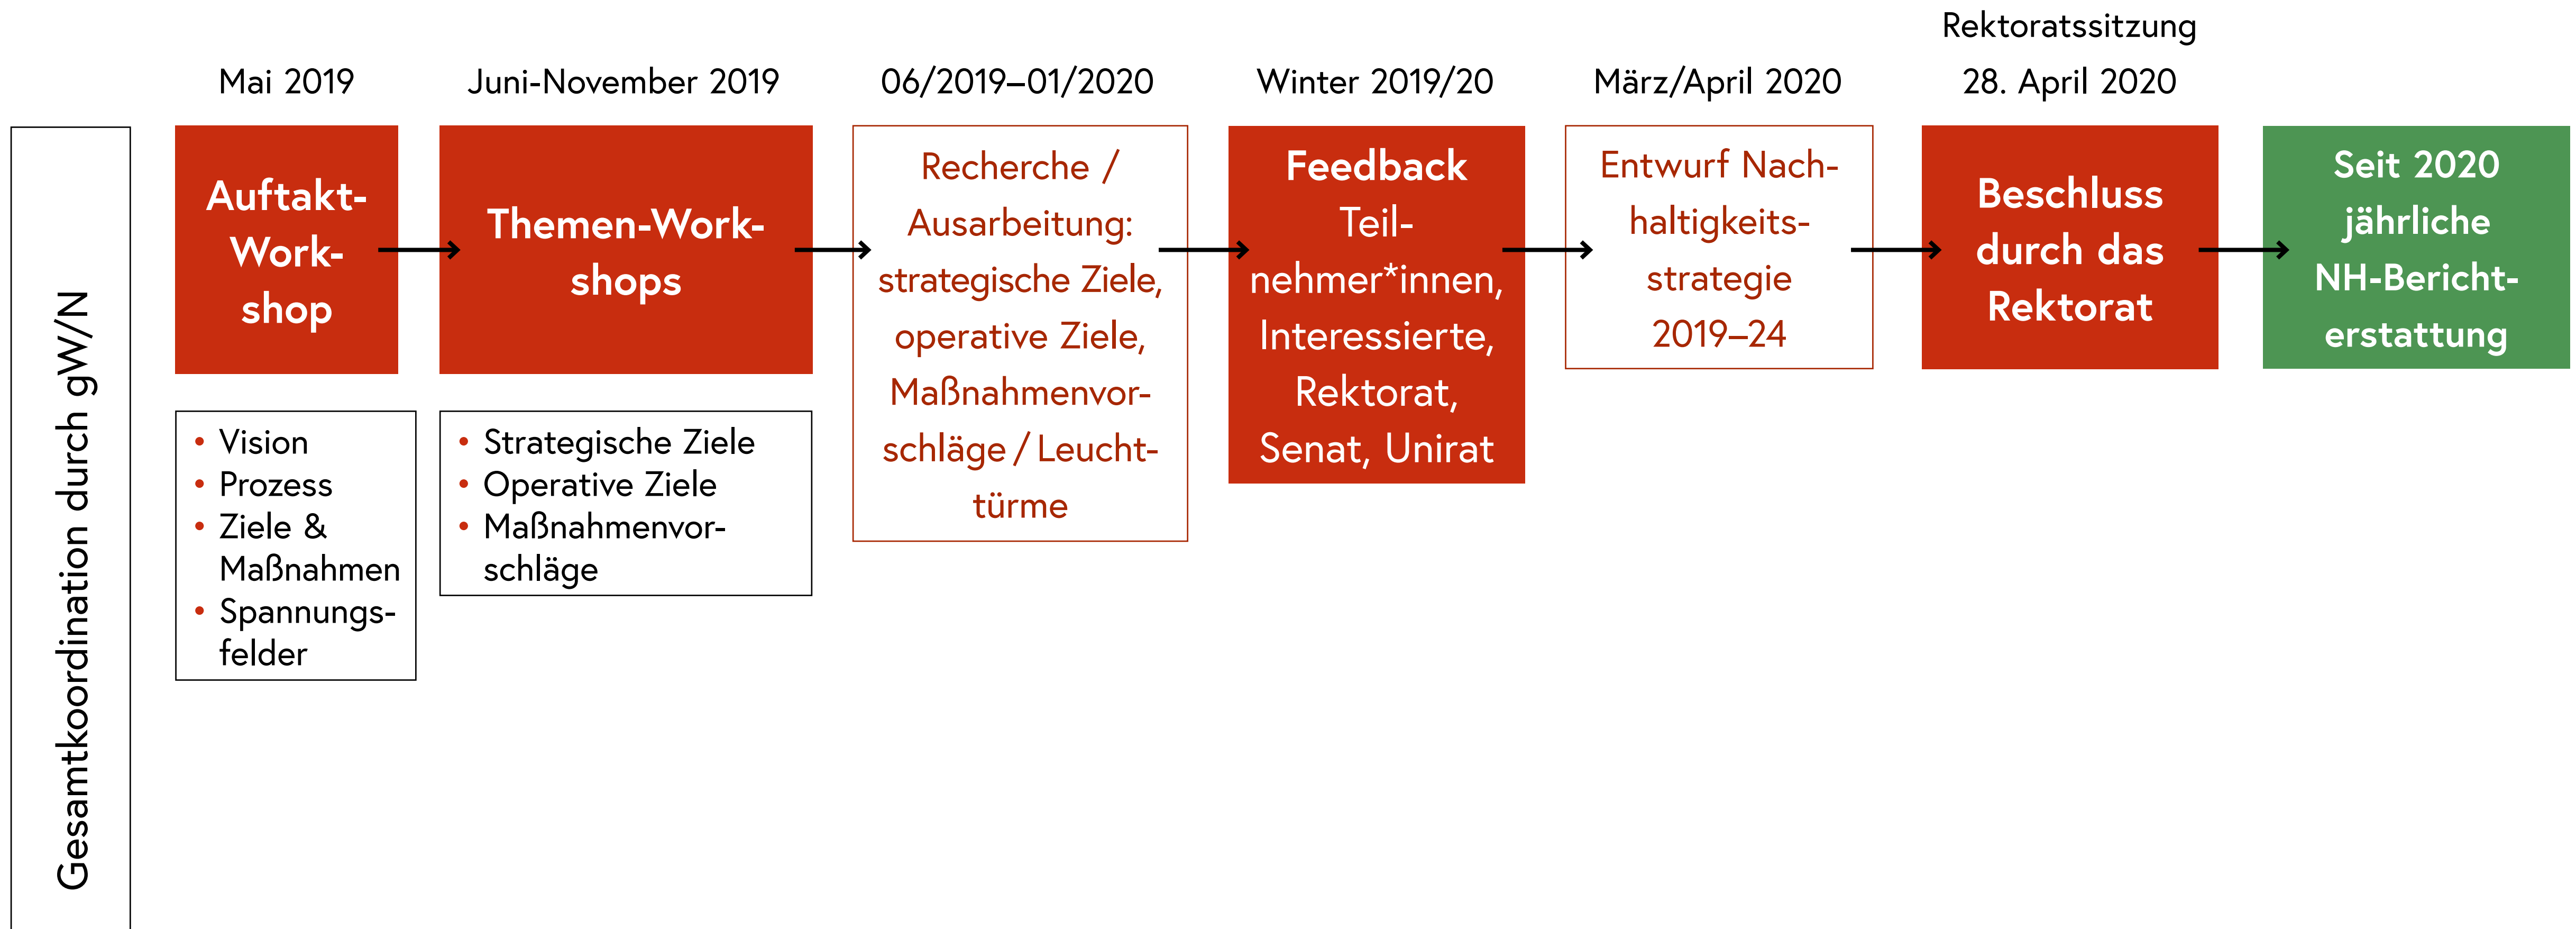 Gesamtkoordination durch gW/N
Mai 2019
Auftakt-
Work-
shop
• Vision
• Prozess
• Ziele &
Maßnahmen
• Spannungs-
felder
Juni-November 2019
Themen-Work-
shops
• Strategische Ziele
• Operative Ziele
• Maßnahmenvor-
schläge
06/2019–01/2020
Recherche /
Ausarbeitung:
strategische Ziele,
operative Ziele,
Maßnahmenvor-
schläge / Leucht-
türme
Winter 2019/20
Feedback
Teil-
nehmer*innen,
Interessierte,
Rektorat,
Senat, Unirat
März/April 2020
Entwurf Nach-
haltigkeits-
strategie
2019–24
Rektoratssitzung
28. April 2020
Beschluss
durch das
Rektorat
Seit 2020
jährliche
NH-Bericht-
erstattung